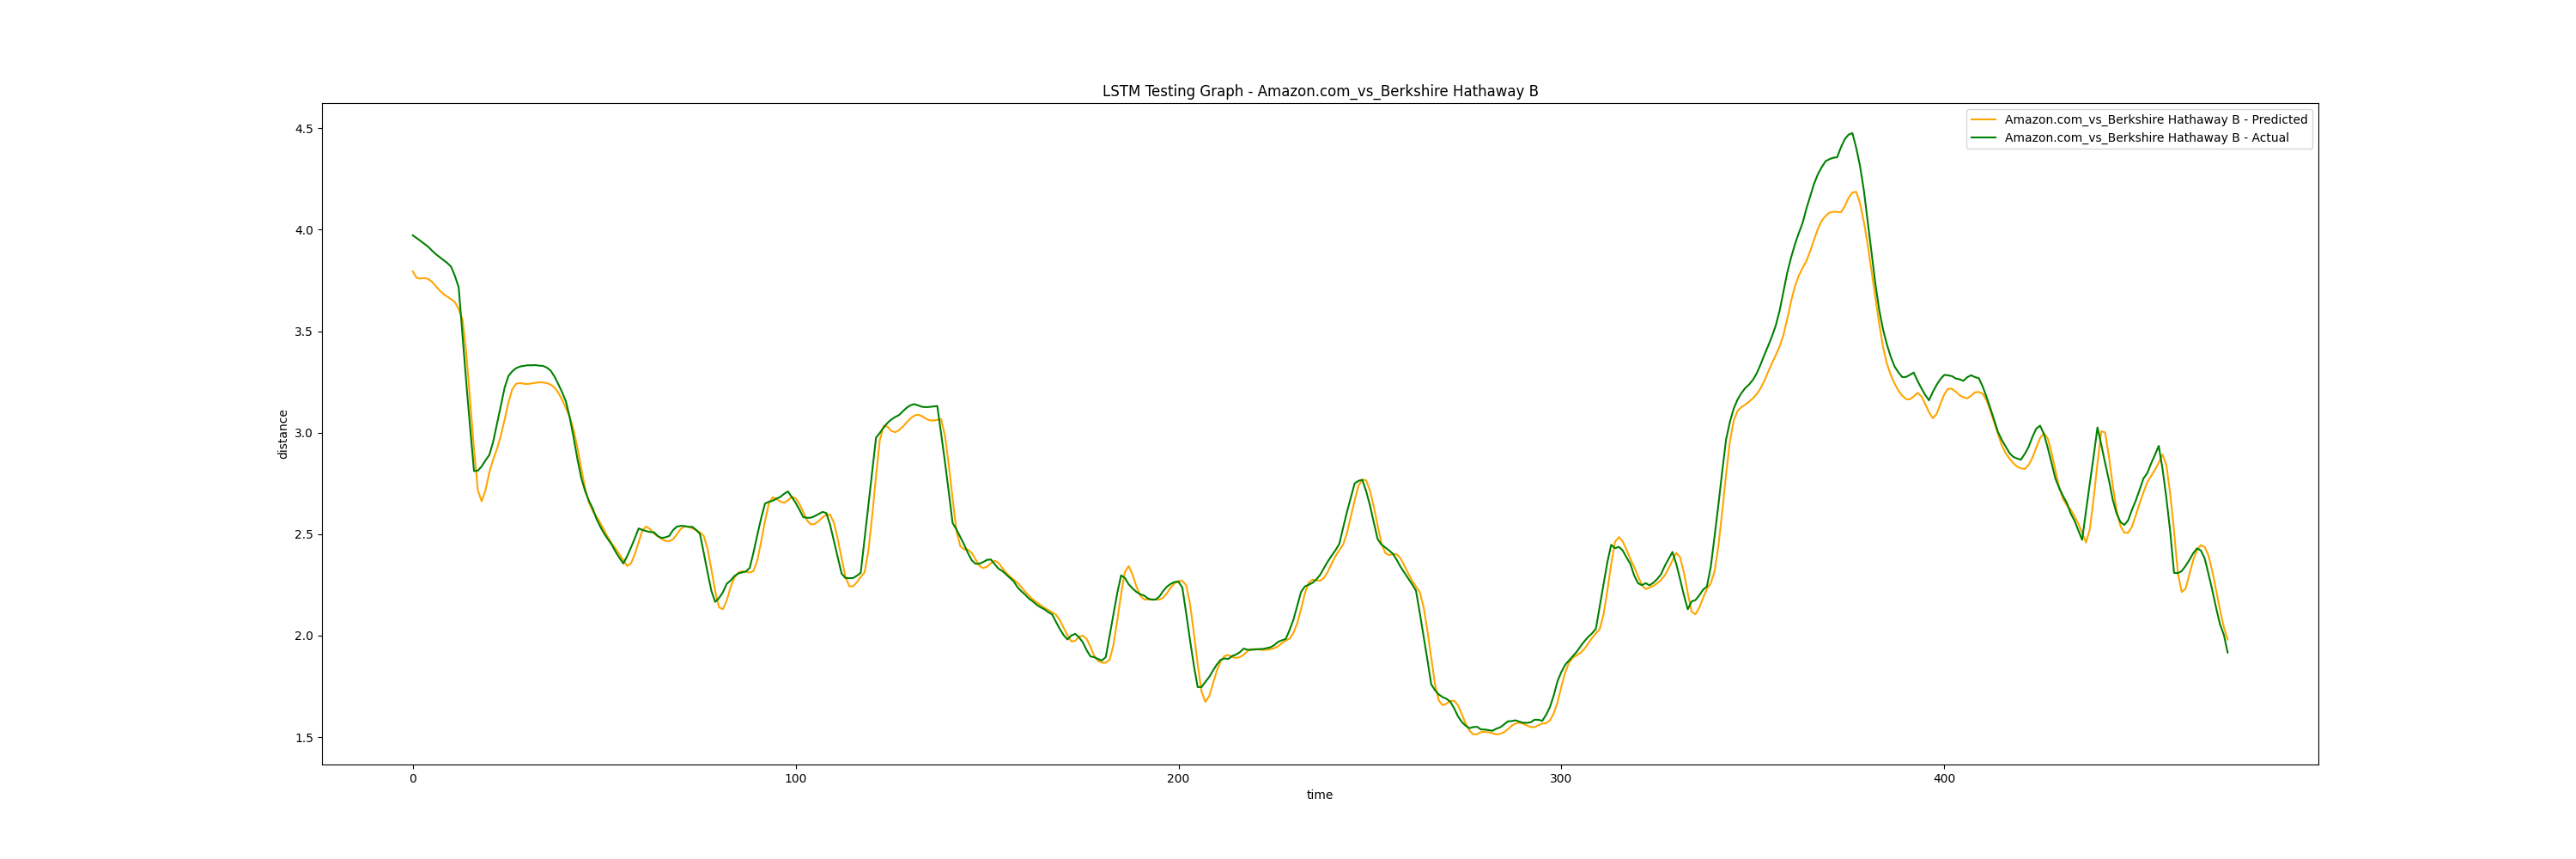 LSTM Testing Graph - Amazon.com_vs_Berkshire Hathaway B
Amazon.com_vs_Berkshire Hathaway B - Predicted
Amazon.com_vs_Berkshire Hathaway B - Actual
4.5
4.0
3.5
3.0
2.5
2.0
1.5
distance
0 100 200 300 400
time